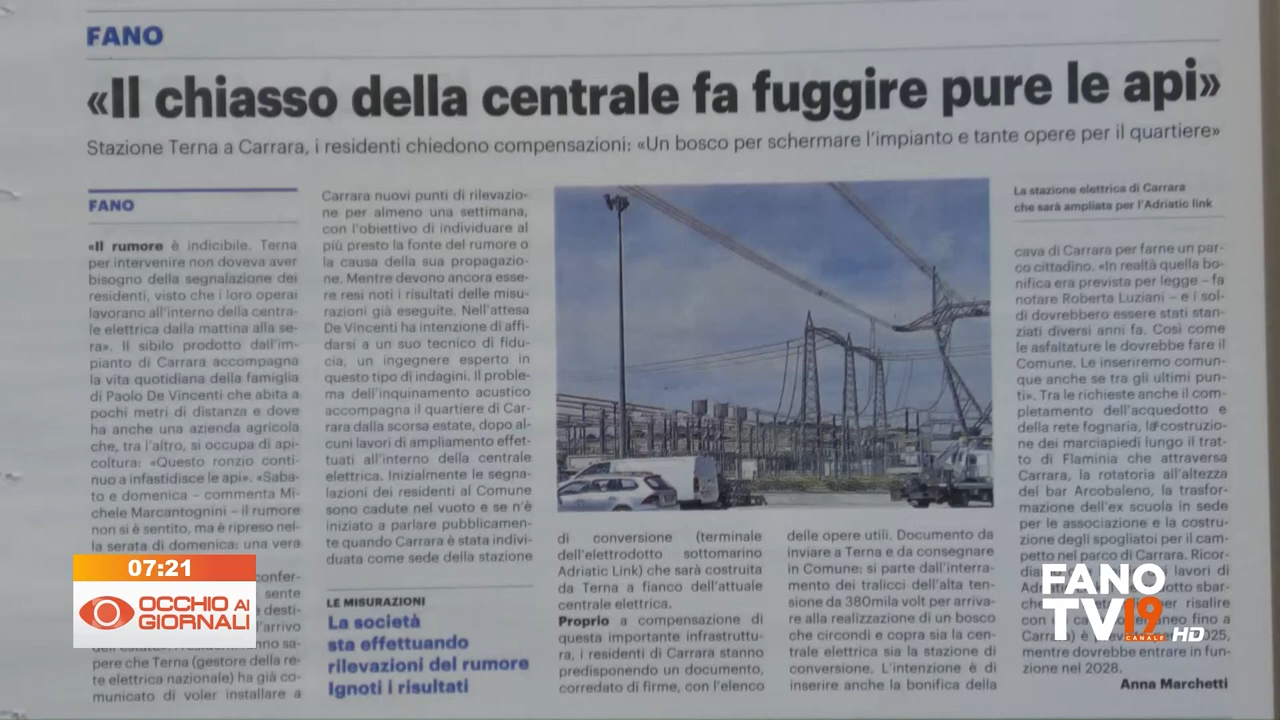 FANO
«Il chiasso della centrale fa fuggire pure le api»
Stazione Terna a Carrara, i residenti chiedono compensazioni: «Un bosco per schermare l'impianto e tante opere per il quartiere»
FANO
«Il rumore è indicibile. Terna
per intervenire non doveva aver
bisogno della segnalazione dei
residenti, visto che i loro operai
lavorano all'interno della centra-
le elettrica dalla mattina alla se-
ra». Il sibilo prodotto dall'im-
pianto di Carrara accompagna
la vita quotidiana della famiglia
di Paolo De Vincenti che abita a
pochi metri di distanza e dove
ha anche una azienda agricola
che, tra l'altro, si occupa di api-
coltura: «Questo ronzio conti-
nuo a infastidisce le api». «Saba-
to e domenica – commenta Mi-
chele Marcantognini – il rumore
non si è sentito, ma è ripreso nel-
la serata di domenica: una vera
confer-
sente
desti-
l'arrivo
sa-
pere che Terna (gestore della re-
te elettrica nazionale) ha già co-
municato di voler installare a
Carrara nuovi punti di rilevazio-
ne per almeno una settimana,
con l'obiettivo di individuare al
più presto la fonte del rumore o
la causa della sua propagazio-
ne. Mentre devono ancora esse-
re resi noti i risultati delle misu-
razioni già eseguite. Nell'attesa
De Vincenti ha intenzione di affi-
darsi a un suo tecnico di fidu-
cia, un ingegnere esperto in
questo tipo di indagini. Il proble-
ma dell'inquinamento acustico
accompagna il quartiere di Car-
rara dalla scorsa estate, dopo al-
cuni lavori di ampliamento effet-
tuati all'interno della centrale
elettrica. Inizialmente le segna-
lazioni dei residenti al Comune
sono cadute nel vuoto e se n'è
iniziato a parlare pubblicamen-
te quando Carrara è stata indivi-
duata come sede della stazione
LE MISURAZIONI
La società
sta effettuando
rilevazioni del rumore
Ignoti i risultati
di conversione (terminale
dell'elettrodotto sottomarino
Adriatic Link) che sarà costruita
da Terna a fianco dell'attuale
centrale elettrica.
Proprio a compensazione di
questa importante infrastruttu-
ra, i residenti di Carrara stanno
predisponendo un documento,
corredato di firme, con l'elenco
delle opere utili. Documento da
inviare a Terna e da consegnare
in Comune: si parte dall'interra-
mento dei tralicci dell'alta ten-
sione da 380mila volt per arriva-
re alla realizzazione di un bosco
che circondi e copra sia la cen-
trale elettrica sia la stazione di
conversione. L'intenzione è di
inserire anche la bonifica della
La stazione elettrica di Carrara
che sarà ampliata per l'Adriatic link
cava di Carrara per farne un par-
co cittadino. «In realtà quella bo-
nifica era prevista per legge – fa
notare Roberta Luziani – e i sol-
di dovrebbero essere stati stan-
ziati diversi anni fa. Così come
le asfaltature le dovrebbe fare il
Comune. Le inseriremo comun-
que anche se tra gli ultimi pun-
ti». Tra le richieste anche il com-
pletamento dell'acquedotto e
della rete fognaria, la costruzio-
ne dei marciapiedi lungo il trat-
to di Flaminia che attraversa
Carrara, la rotatoria all'altezza
del bar Arcobaleno, la trasfor-
mazione dell'ex scuola in sede
per le associazione e la costru-
zione degli spogliatoi per il cam-
petto nel parco di Carrara. Ricor-
lavori di
sbar-
risalire
fino a
2025,
mentre dovrebbe entrare in fun-
zione nel 2028.
Anna Marchetti
07:21
OCCHIO AI
GIORNALI
FANO
TV19
CANALE
HD